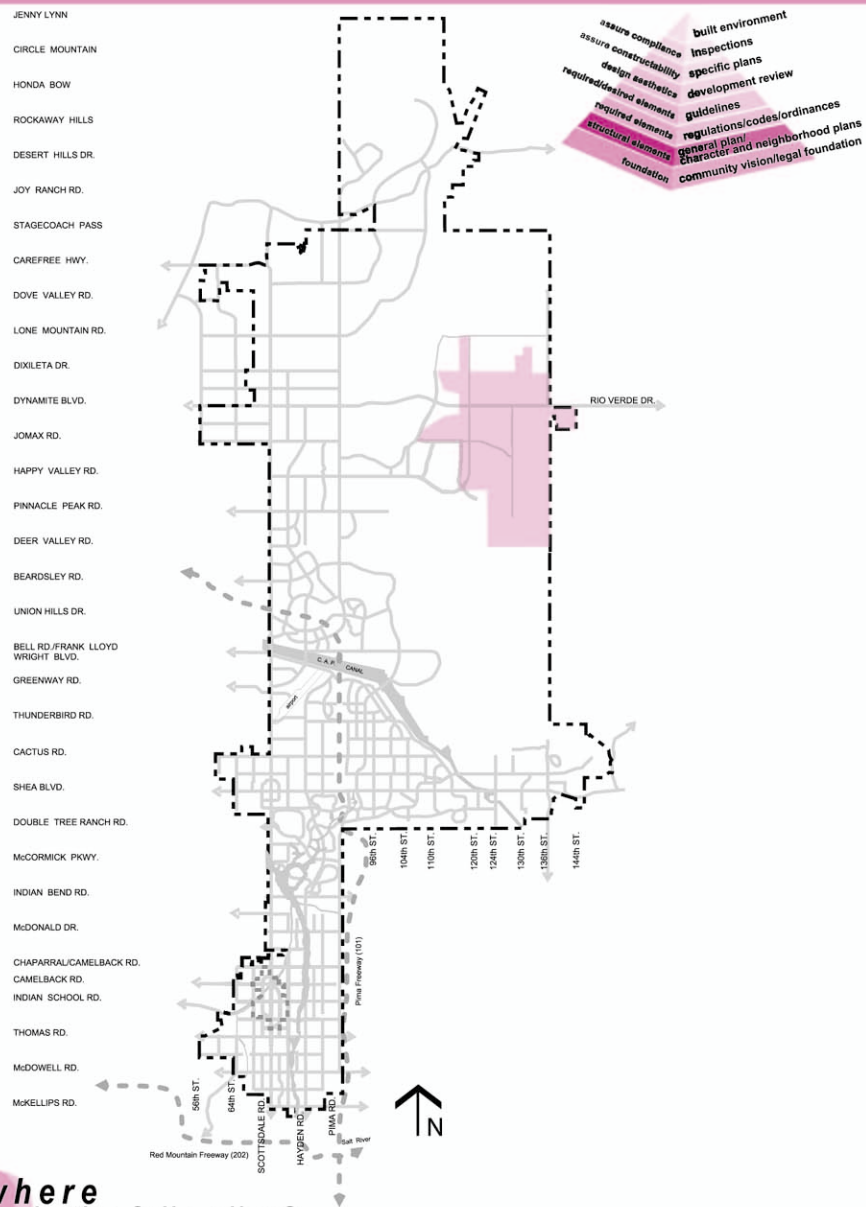 JENNY LYNN
CIRCLE MOUNTAIN
HONDA BOW
ROCKAWAY HILLS
DESERT HILLS DR.
JOY RANCH RD.
STAGECOACH PASS
CAREFREE HWY.
DOVE VALLEY RD.
LONE MOUNTAIN RD.
DIXILETA DR.
DYNAMITE BLVD.
JOMAX RD.
HAPPY VALLEY RD.
PINNACLE PEAK RD.
DEER VALLEY RD.
BEARDSLEY RD.
UNION HILLS DR.
BELL RD./FRANK LLOYD
WRIGHT BLVD.
GREENWAY RD.
THUNDERBIRD RD.
CACTUS RD.
SHEA BLVD.
DOUBLE TREE RANCH RD.
McCORMICK PKWY.
INDIAN BEND RD.
McDONALD DR.
CHAPARRAL/CAMELBACK RD.
CAMELBACK RD.
INDIAN SCHOOL RD.
THOMAS RD.
McDOWELL RD.
McKELLIPS RD.
assure compliance
assure constructability
design aesthetics
required/desired elements
required elements
structural elements
foundation
built environment
inspections
specific plans
development review
guidelines
regulations/codes/ordinances
general plan/
character and neighborhood plans
community vision/legal foundation
RIO VERDE DR.
C. A. P. CANAL
airport
96th ST.
104th ST.
110th ST.
120th ST.
124th ST.
130th ST.
136th ST.
144th ST.
Pima Freeway (101)
56th ST.
64th ST.
SCOTTSDALE RD.
HAYDEN RD.
PIMA RD.
Salt River
Red Mountain Freeway (202)
N
where